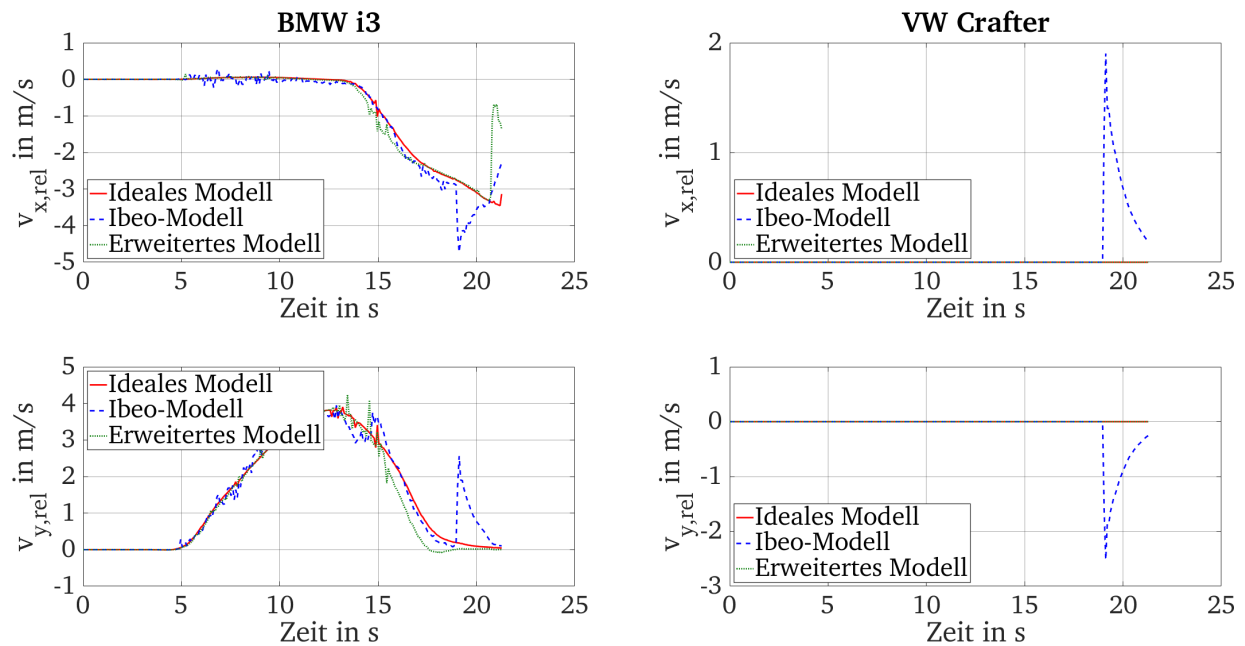 BMW i3
1
0
-1
-2
-3
-4
-5
v_x,rel in m/s
Ideales Modell
Ibeo-Modell
Erweitertes Modell
0 5 10 15 20 25
Zeit in s
VW Crafter
2
1
0
v_x,rel in m/s
Ideales Modell
Ibeo-Modell
Erweitertes Modell
0 5 10 15 20 25
Zeit in s
5
4
3
2
1
0
-1
v_y,rel in m/s
Ideales Modell
Ibeo-Modell
Erweitertes Modell
0 5 10 15 20 25
Zeit in s
1
0
-1
-2
-3
v_y,rel in m/s
Ideales Modell
Ibeo-Modell
Erweitertes Modell
0 5 10 15 20 25
Zeit in s